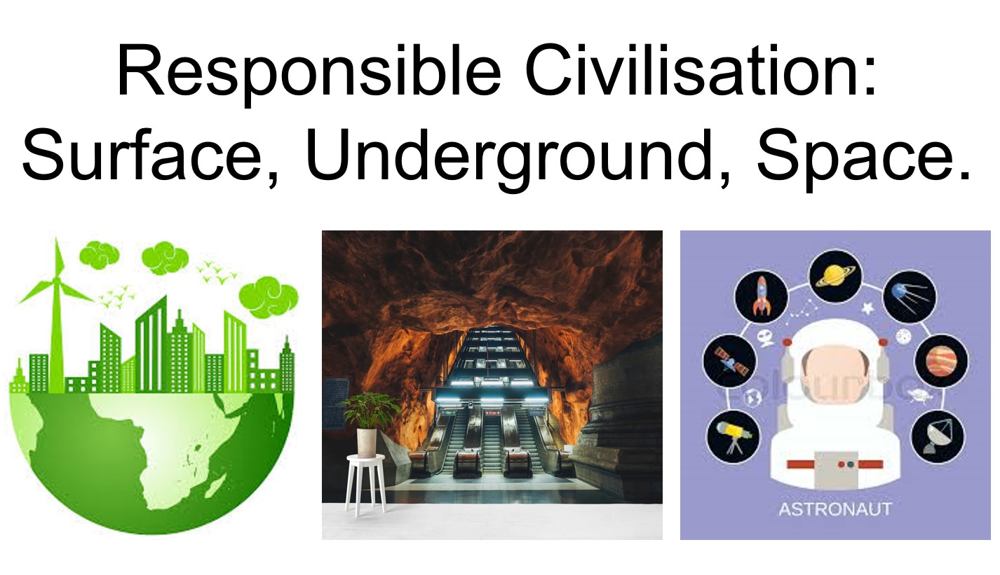 Responsible Civilisation:
Surface, Underground, Space.
ASTRONAUT